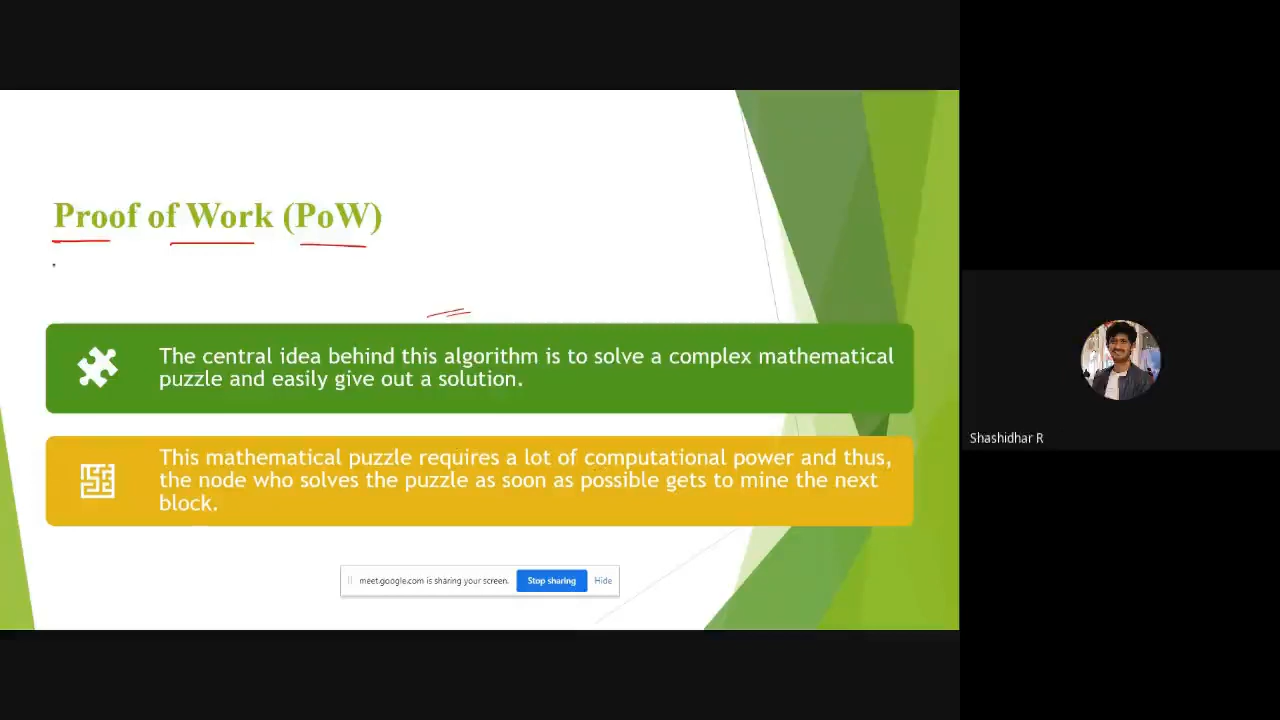 Proof of Work (PoW)
The central idea behind this algorithm is to solve a complex mathematical
puzzle and easily give out a solution.
This mathematical puzzle requires a lot of computational power and thus,
the node who solves the puzzle as soon as possible gets to mine the next
block.
meet.google.com is sharing your screen. Stop sharing Hide
Shashidhar R